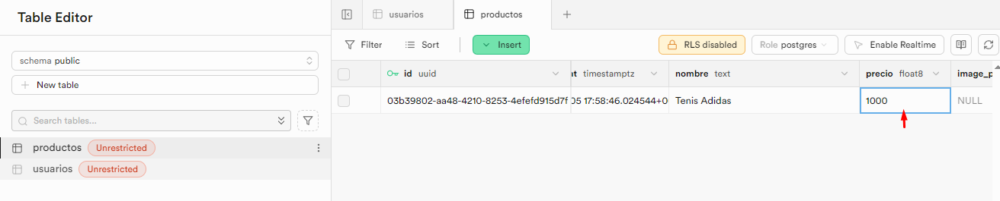 Table Editor
usuarios
productos
Filter
Sort
Insert
RLS disabled
Role postgres
Enable Realtime
schema public
New table
Search tables...
productos Unrestricted
usuarios Unrestricted
id uuid
timestamptz
nombre text
precio float8
image_p
03b39802-aa48-4210-8253-4efefd915d7f
05 17:58:46.024544+0
Tenis Adidas
1000
NULL